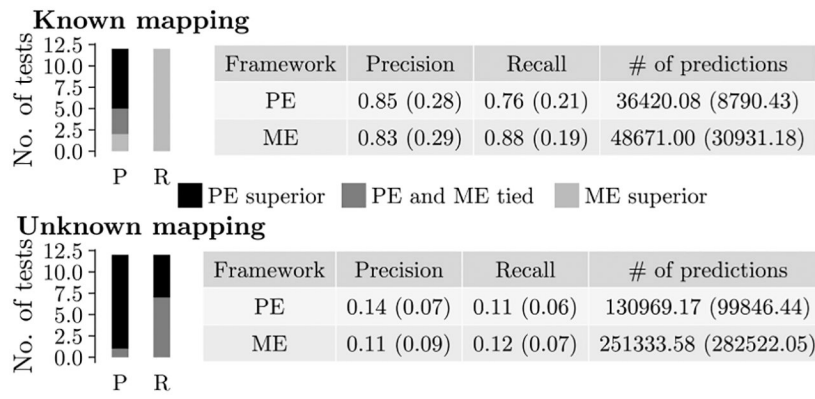 Known mapping
No. of tests
12.5
10.0
7.5
5.0
2.5
0.0
P R
Framework Precision Recall # of predictions
PE 0.85 (0.28) 0.76 (0.21) 36420.08 (8790.43)
ME 0.83 (0.29) 0.88 (0.19) 48671.00 (30931.18)
PE superior PE and ME tied ME superior
Unknown mapping
No. of tests
12.5
10.0
7.5
5.0
2.5
0.0
P R
Framework Precision Recall # of predictions
PE 0.14 (0.07) 0.11 (0.06) 130969.17 (99846.44)
ME 0.11 (0.09) 0.12 (0.07) 251333.58 (282522.05)